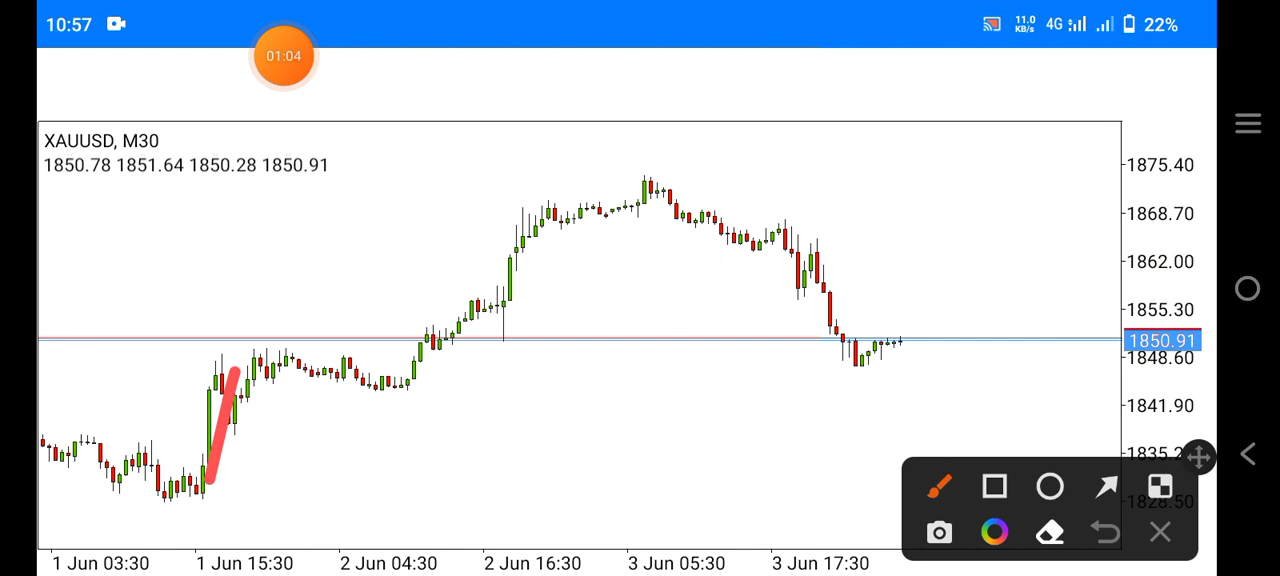 10:57
11.0 KB/s 4G 22%
01:04
XAUUSD, M30
1850.78 1851.64 1850.28 1850.91
1875.40
1868.70
1862.00
1855.30
1850.91
1848.60
1841.90
1835.2
1828.50
1 Jun 03:30 1 Jun 15:30 2 Jun 04:30 2 Jun 16:30 3 Jun 05:30 3 Jun 17:30